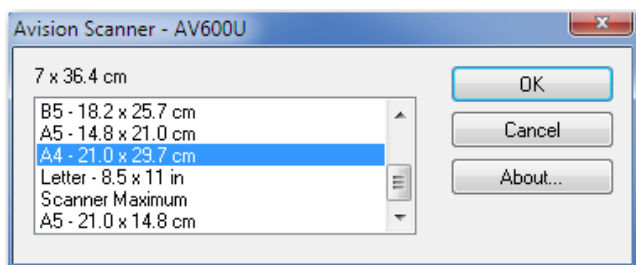 Avision Scanner - AV600U
7 x 36.4 cm
B5 - 18.2 x 25.7 cm
A5 - 14.8 x 21.0 cm
A4 - 21.0 x 29.7 cm
Letter - 8.5 x 11 in
Scanner Maximum
A5 - 21.0 x 14.8 cm
OK
Cancel
About...